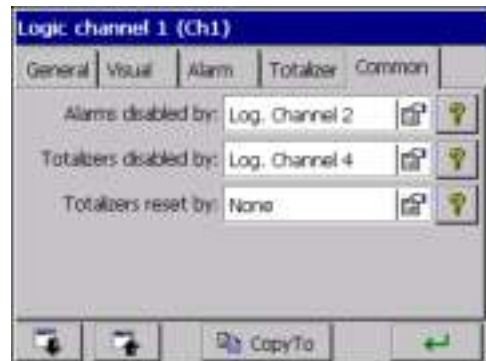 Logic channel 1 (Ch1)
General Visual Alarm Totalizer Common
Alarms disabled by: Log. Channel 2
Totalizers disabled by: Log. Channel 4
Totalizers reset by: None
CopyTo